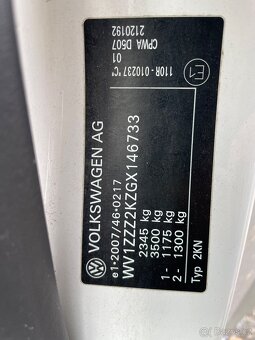 VOLKSWAGEN AG
e1*2007/46*0217
WV1ZZZ2KZGX146733
2345 kg
3500 kg
1- 1175 kg
2- 1300 kg
Typ 2KN
110R-010237 "C"
01
CPWA D507
2120192
E1